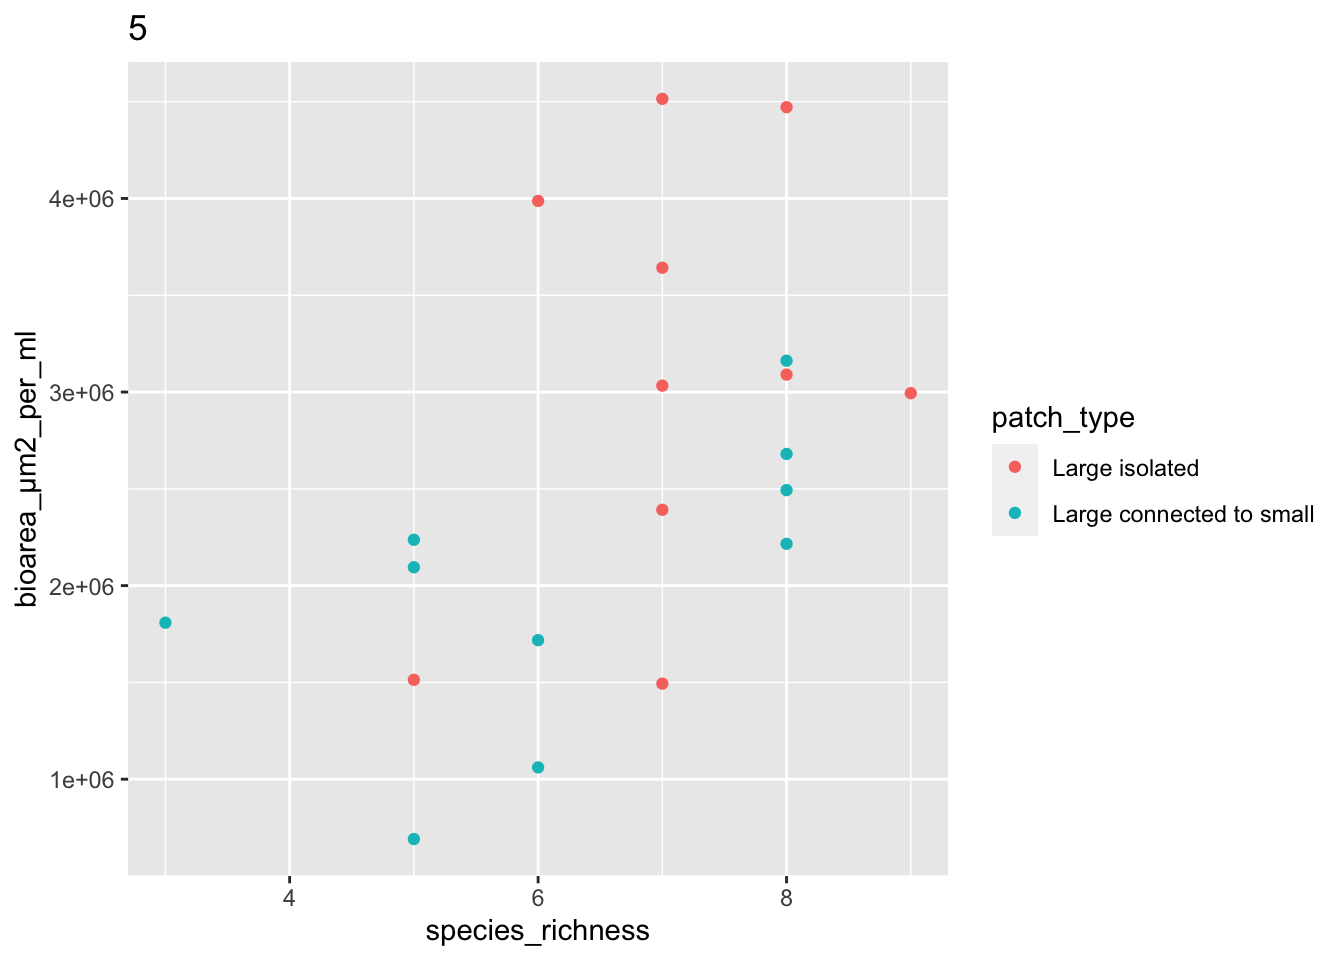 5
bioarea_µm2_per_ml
4e+06
3e+06
2e+06
1e+06
4
6
8
species_richness
patch_type
Large isolated
Large connected to small